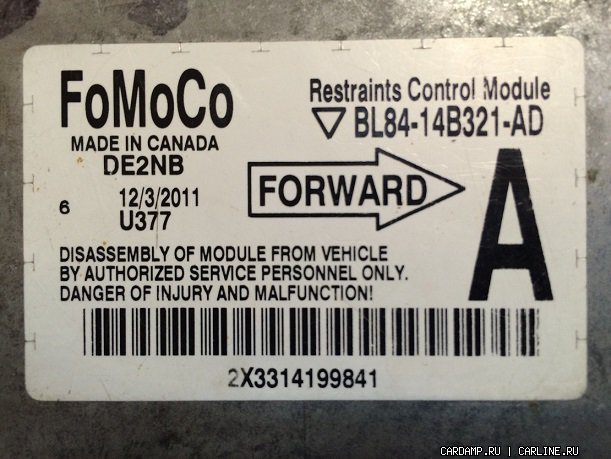 FoMoCo
MADE IN CANADA
DE2NB
6 12/3/2011
U377
Restraints Control Module
BL84-14B321-AD
FORWARD
A
DISASSEMBLY OF MODULE FROM VEHICLE
BY AUTHORIZED SERVICE PERSONNEL ONLY.
DANGER OF INJURY AND MALFUNCTION!
2X3314199841
CARDAMP.RU | CARLINE.RU